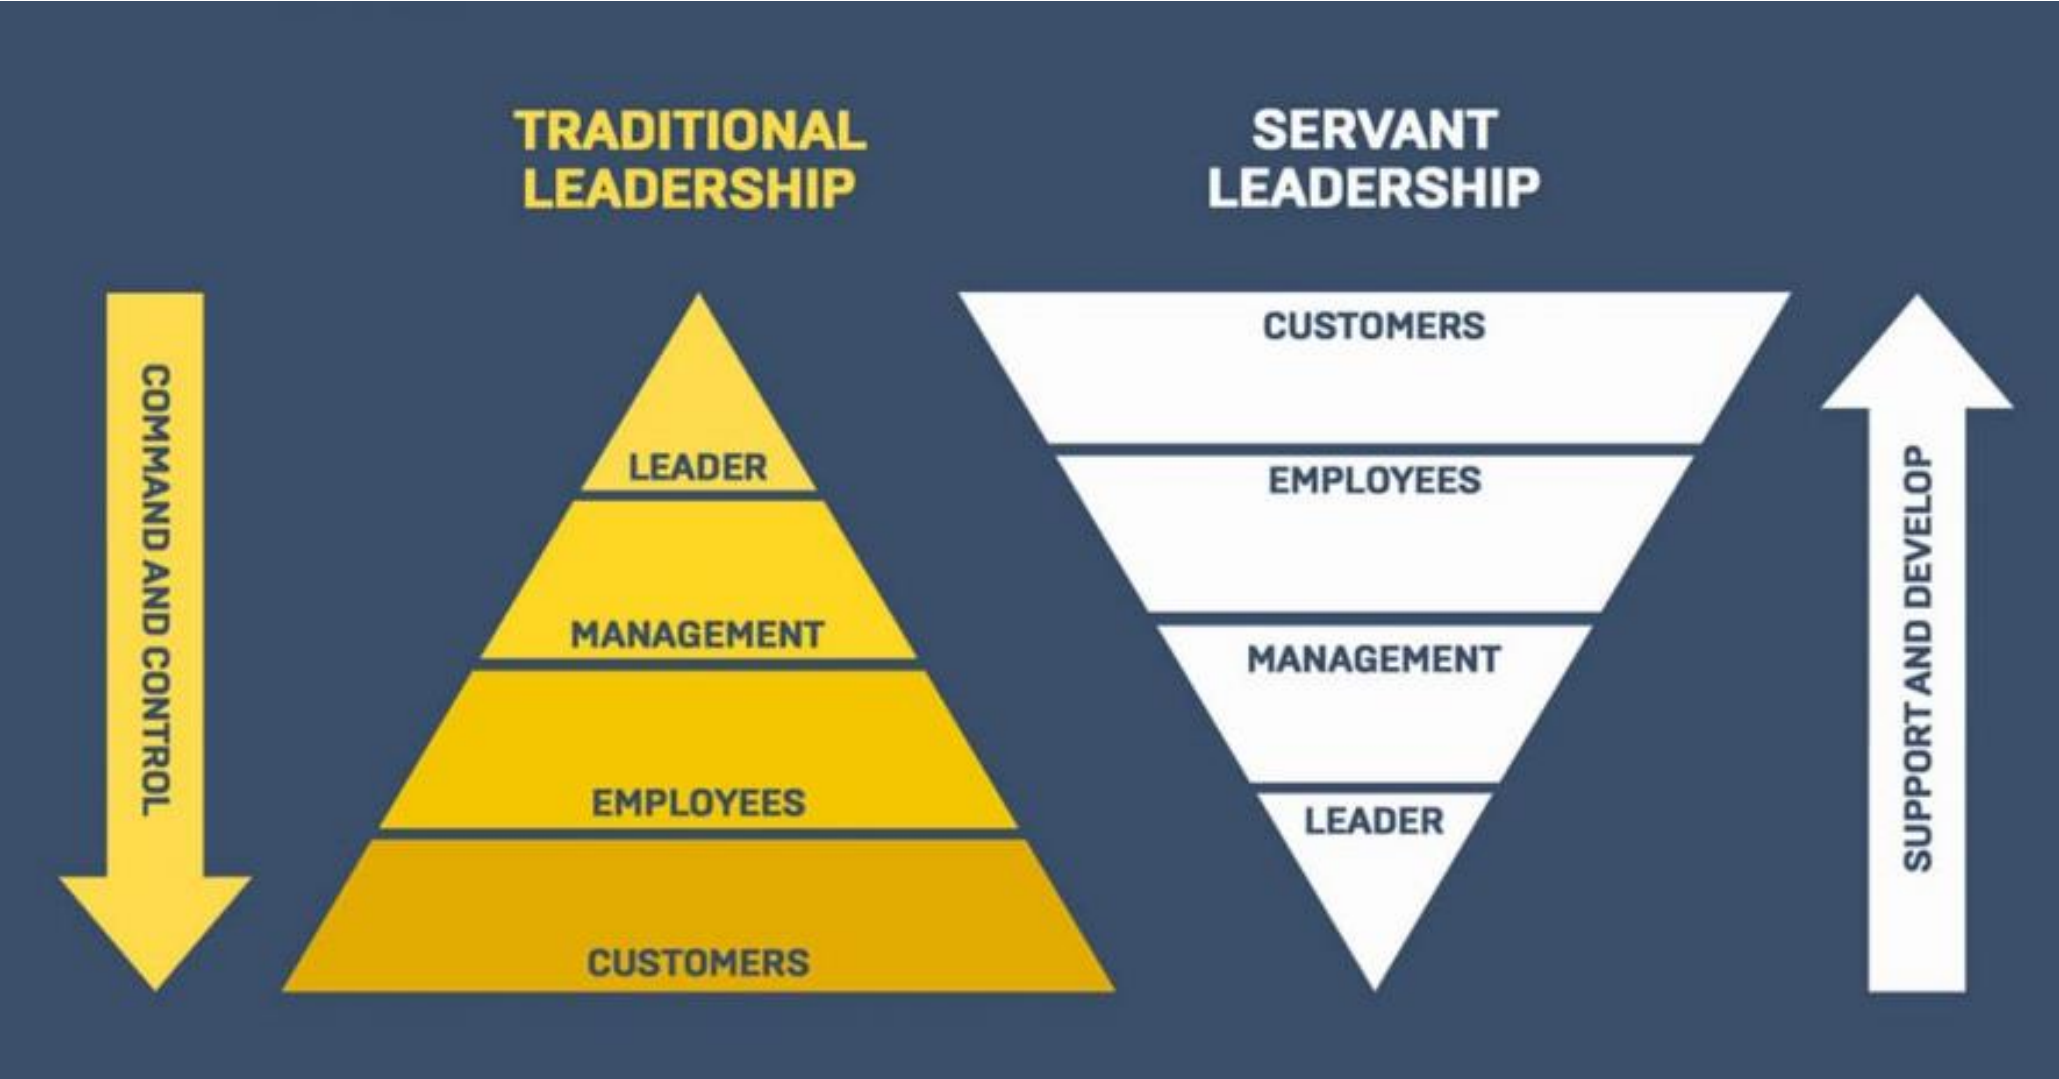 TRADITIONAL
LEADERSHIP
COMMAND AND CONTROL
LEADER
MANAGEMENT
EMPLOYEES
CUSTOMERS
SERVANT
LEADERSHIP
CUSTOMERS
EMPLOYEES
MANAGEMENT
LEADER
SUPPORT AND DEVELOP